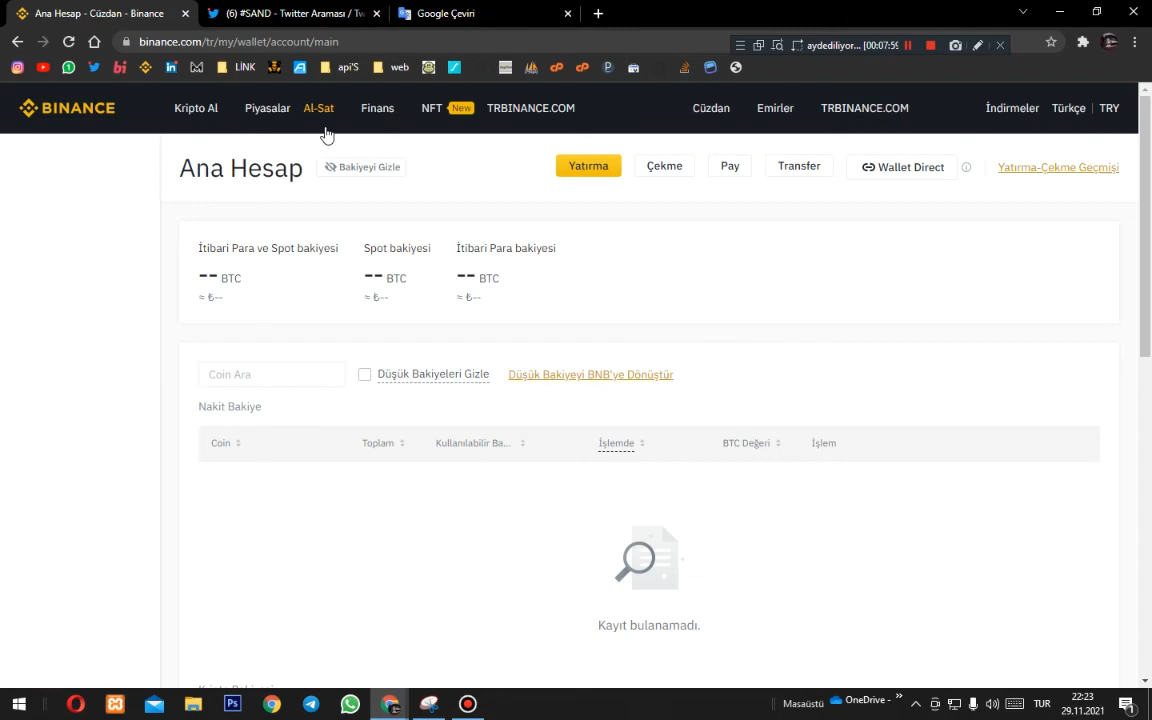 Ana Hesap - Cüzdan - Binance
(6) #SAND - Twitter Araması / Tw
Google Çeviri
binance.com/tr/my/wallet/account/main
aydediliyor... [00:07:59]
LİNK
api'S
web
BINANCE
Kripto Al
Piyasalar
Al-Sat
Finans
NFT New
TRBINANCE.COM
Cüzdan
Emirler
TRBINANCE.COM
İndirmeler
Türkçe
TRY
Ana Hesap
Bakiyeyi Gizle
Yatırma
Çekme
Pay
Transfer
Wallet Direct
Yatırma-Çekme Geçmişi
İtibari Para ve Spot bakiyesi
Spot bakiyesi
İtibari Para bakiyesi
-- BTC
-- BTC
-- BTC
≈ ₺--
≈ ₺--
≈ ₺--
Coin Ara
Düşük Bakiyeleri Gizle
Düşük Bakiyeyi BNB'ye Dönüştür
Nakit Bakiye
Coin
Toplam
Kullanılabilir Ba...
İşlemde
BTC Değeri
İşlem
Kayıt bulunamadı.
Masaüstü
OneDrive -
TUR
22:23
29.11.2021